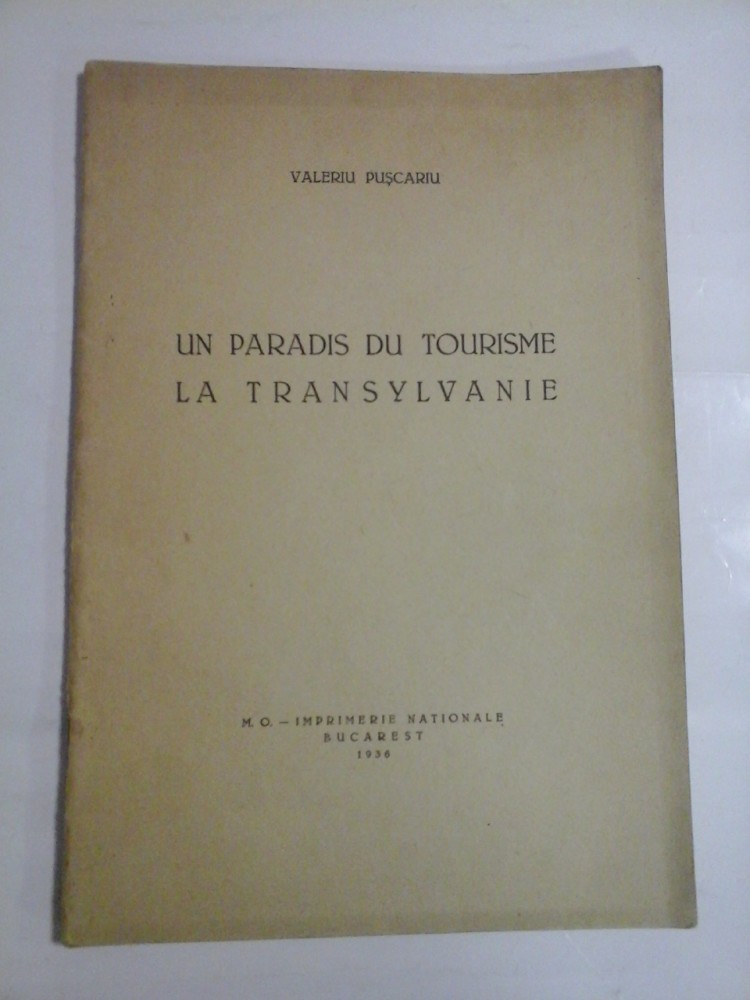 VALERIU PUŞCARIU
UN PARADIS DU TOURISME
LA TRANSYLVANIE
M. O. — IMPRIMERIE NATIONALE
BUCAREST
1936